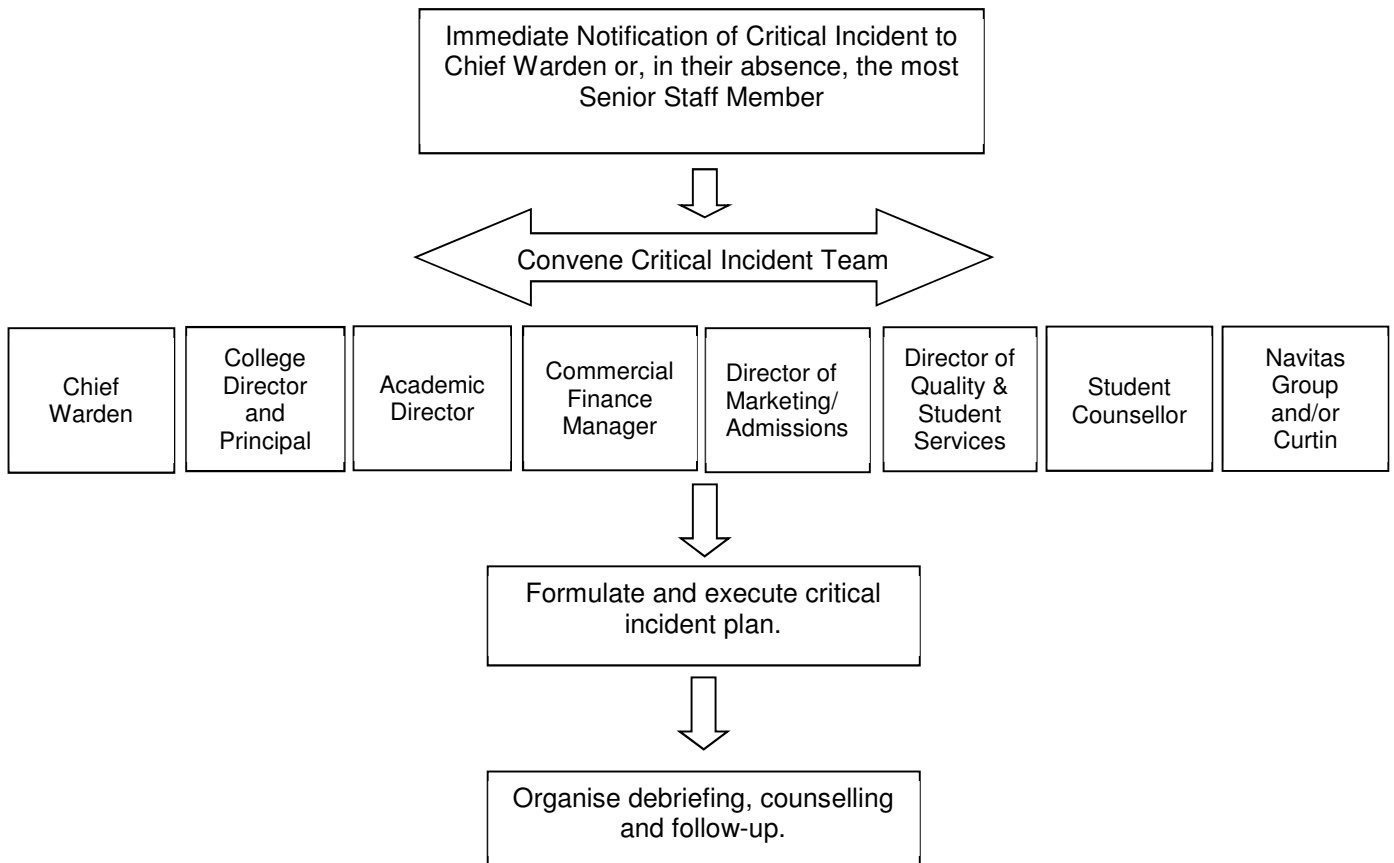 Immediate Notification of Critical Incident to
Chief Warden or, in their absence, the most
Senior Staff Member
Convene Critical Incident Team
Chief
Warden
College
Director
and
Principal
Academic
Director
Commercial
Finance
Manager
Director of
Marketing/
Admissions
Director of
Quality &
Student
Services
Student
Counsellor
Navitas
Group
and/or
Curtin
Formulate and execute critical
incident plan.
Organise debriefing, counselling
and follow-up.